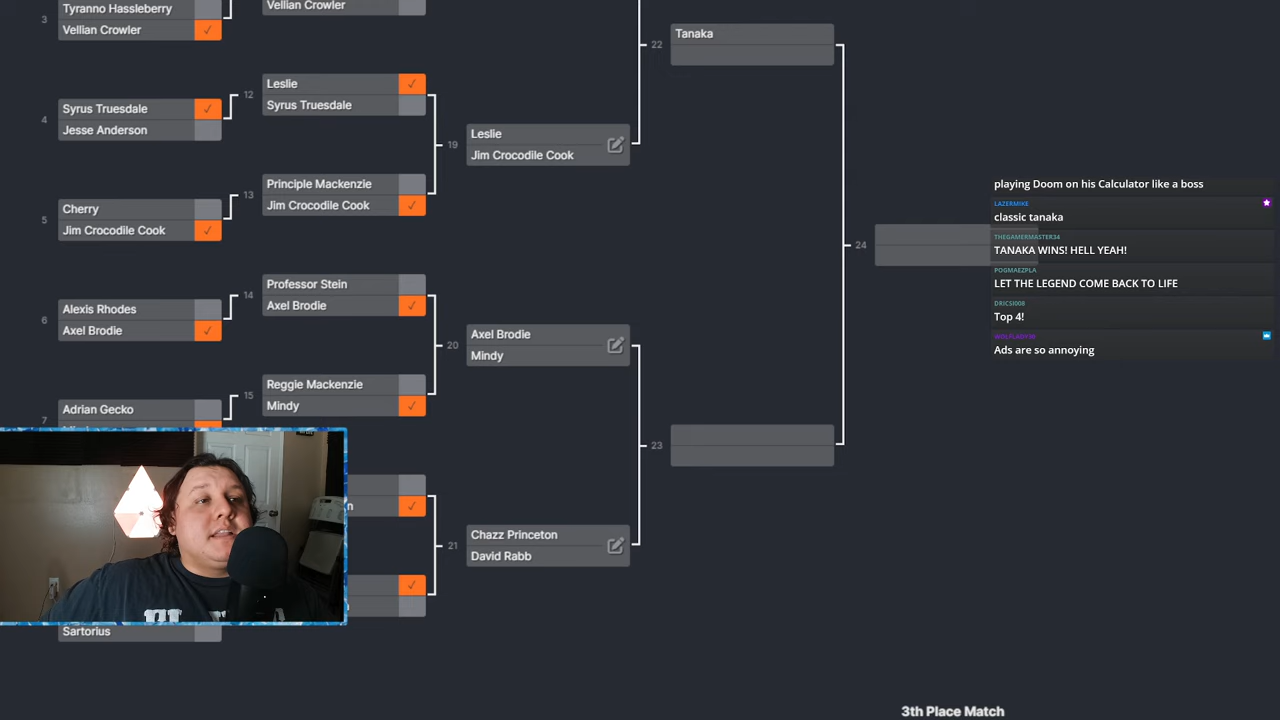 3
Tyranno Hassleberry
Vellian Crowler
Vellian Crowler
4
Syrus Truesdale
Jesse Anderson
12
Leslie
Syrus Truesdale
5
Cherry
Jim Crocodile Cook
13
Principle Mackenzie
Jim Crocodile Cook
19
Leslie
Jim Crocodile Cook
22
Tanaka
6
Alexis Rhodes
Axel Brodie
14
Professor Stein
Axel Brodie
7
Adrian Gecko
15
Reggie Mackenzie
Mindy
20
Axel Brodie
Mindy
23
24
n
21
Chazz Princeton
David Rabb
Sartorius
3th Place Match
playing Doom on his Calculator like a boss
LAZERMIKE
classic tanaka
THEGAMERMASTER34
TANAKA WINS! HELL YEAH!
POGMAEZPLA
LET THE LEGEND COME BACK TO LIFE
DRICSI008
Top 4!
Ads are so annoying